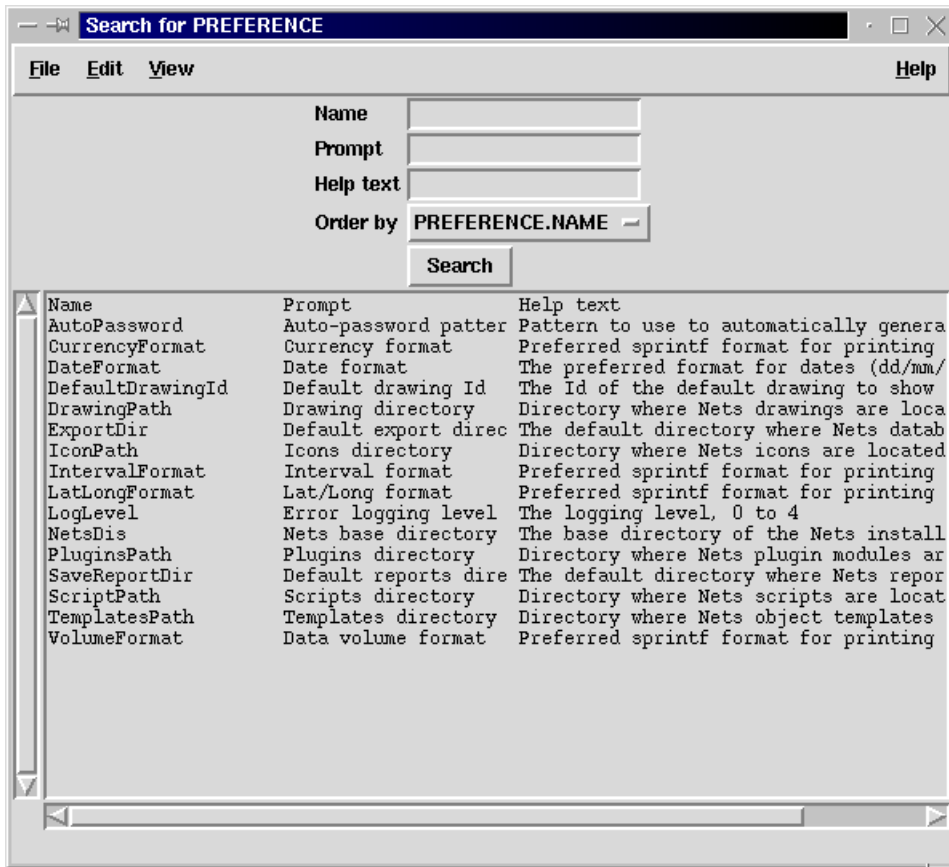 Search for PREFERENCE
File Edit View Help
Name
Prompt
Help text
Order by PREFERENCE.NAME
Search
Name Prompt Help text
AutoPassword Auto-password patter Pattern to use to automatically genera
CurrencyFormat Currency format Preferred sprintf format for printing
DateFormat Date format The preferred format for dates (dd/mm/
DefaultDrawingId Default drawing Id The Id of the default drawing to show
DrawingPath Drawing directory Directory where Nets drawings are loca
ExportDir Default export direc The default directory where Nets datab
IconPath Icons directory Directory where Nets icons are located
IntervalFormat Interval format Preferred sprintf format for printing
LatLongFormat Lat/Long format Preferred sprintf format for printing
LogLevel Error logging level The logging level, 0 to 4
NetsDis Nets base directory The base directory of the Nets install
PluginsPath Plugins directory Directory where Nets plugin modules ar
SaveReportDir Default reports dire The default directory where Nets repor
ScriptPath Scripts directory Directory where Nets scripts are locat
TemplatesPath Templates directory Directory where Nets object templates
VolumeFormat Data volume format Preferred sprintf format for printing